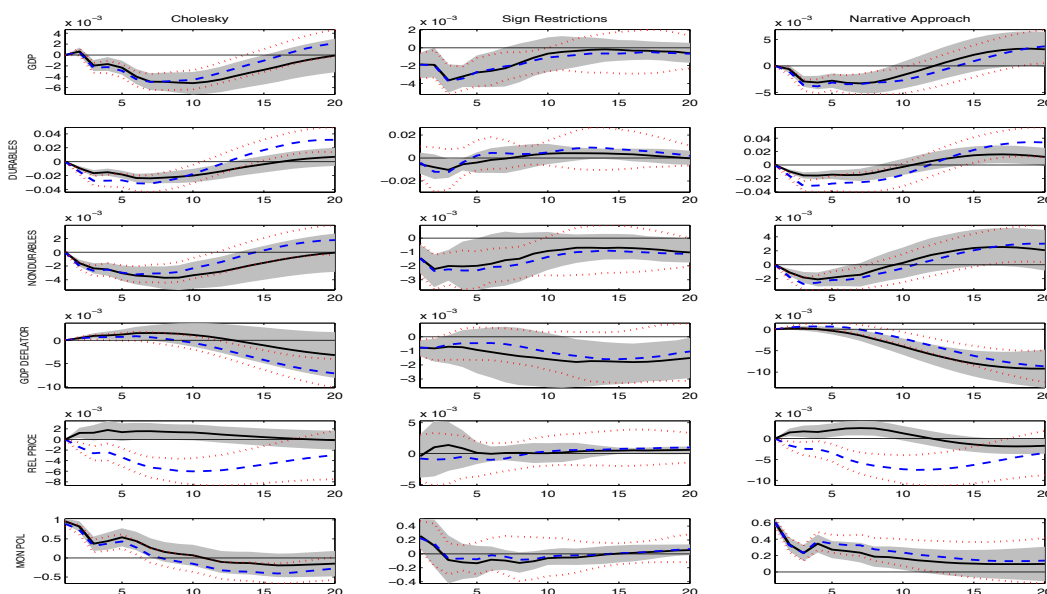 Cholesky Sign Restrictions Narrative Approach
x 10⁻³ x 10⁻³ x 10⁻³
GDP
4 2 0 −2 −4 −6
2 0 −2 −4
5 0 −5
5 10 15 20 5 10 15 20 5 10 15 20
DURABLES
0.04 0.02 0 −0.02 −0.04
0.02 0 −0.02
0.04 0.02 0 −0.02 −0.04
5 10 15 20 5 10 15 20 5 10 15 20
x 10⁻³ x 10⁻³ x 10⁻³
NONDURABLES
2 0 −2 −4
0 −1 −2 −3
4 2 0 −2
5 10 15 20 5 10 15 20 5 10 15 20
x 10⁻³ x 10⁻³ x 10⁻³
GDP DEFLATOR
0 −5 −10
0 −1 −2 −3
0 −5 −10
5 10 15 20 5 10 15 20 5 10 15 20
x 10⁻³ x 10⁻³ x 10⁻³
REL PRICE
2 0 −2 −4 −6 −8
5 0 −5
0 −5 −10
5 10 15 20 5 10 15 20 5 10 15 20
MON POL
1 0.5 0 −0.5
0.4 0.2 0 −0.2 −0.4
0.6 0.4 0.2 0
5 10 15 20 5 10 15 20 5 10 15 20